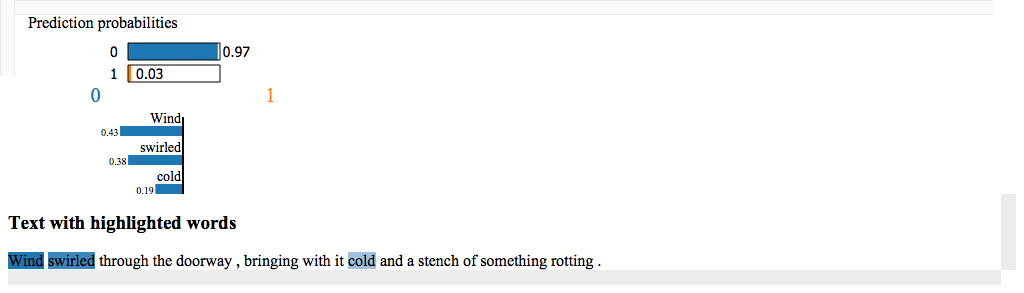 Prediction probabilities
0 0.97
1 0.03
0 1
Wind
0.43
swirled
0.38
cold
0.19
Text with highlighted words
Wind swirled through the doorway , bringing with it cold and a stench of something rotting .